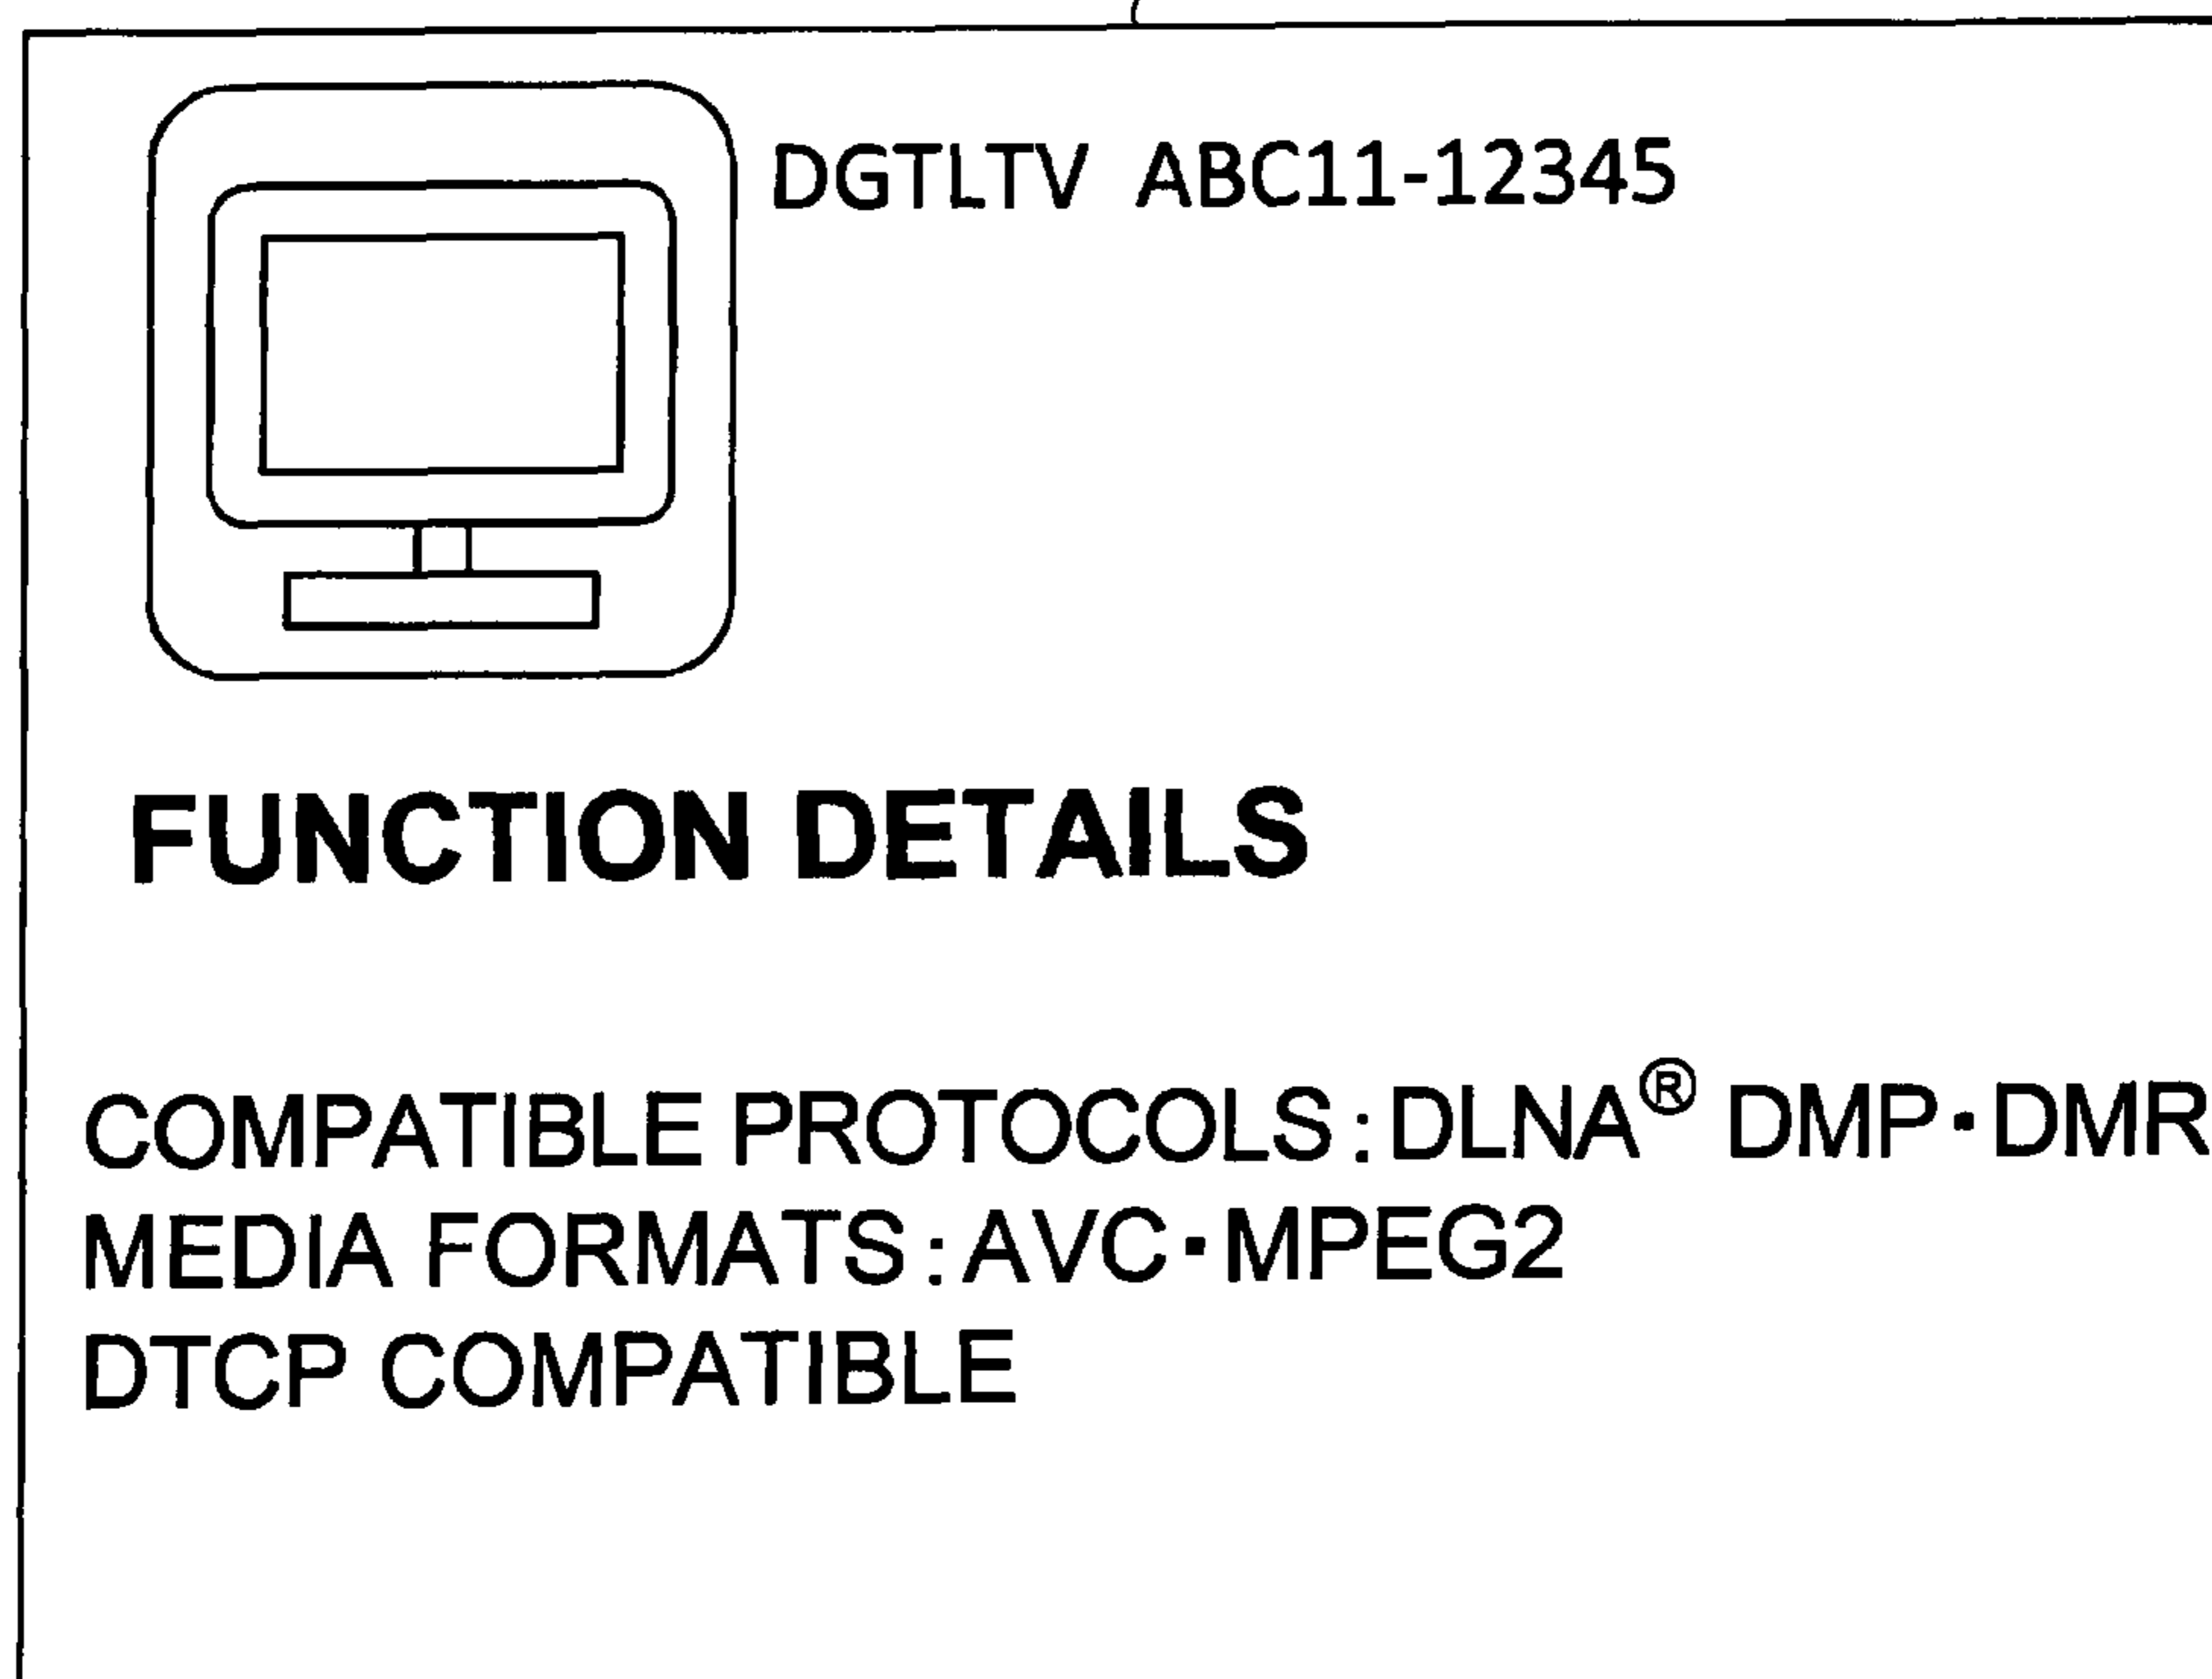 DGTLTV ABC11-12345
FUNCTION DETAILS
COMPATIBLE PROTOCOLS:DLNA® DMP・DMR
MEDIA FORMATS:AVC・MPEG2
DTCP COMPATIBLE